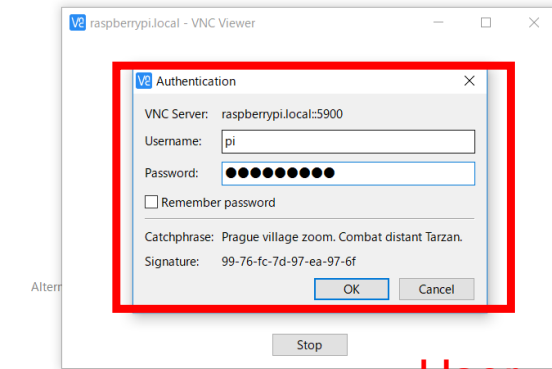 raspberrypi.local - VNC Viewer
Authentication
VNC Server: raspberrypi.local::5900
Username: pi
Password: ●●●●●●●●●
Remember password
Catchphrase: Prague village zoom. Combat distant Tarzan.
Signature: 99-76-fc-7d-97-ea-97-6f
OK Cancel
Stop